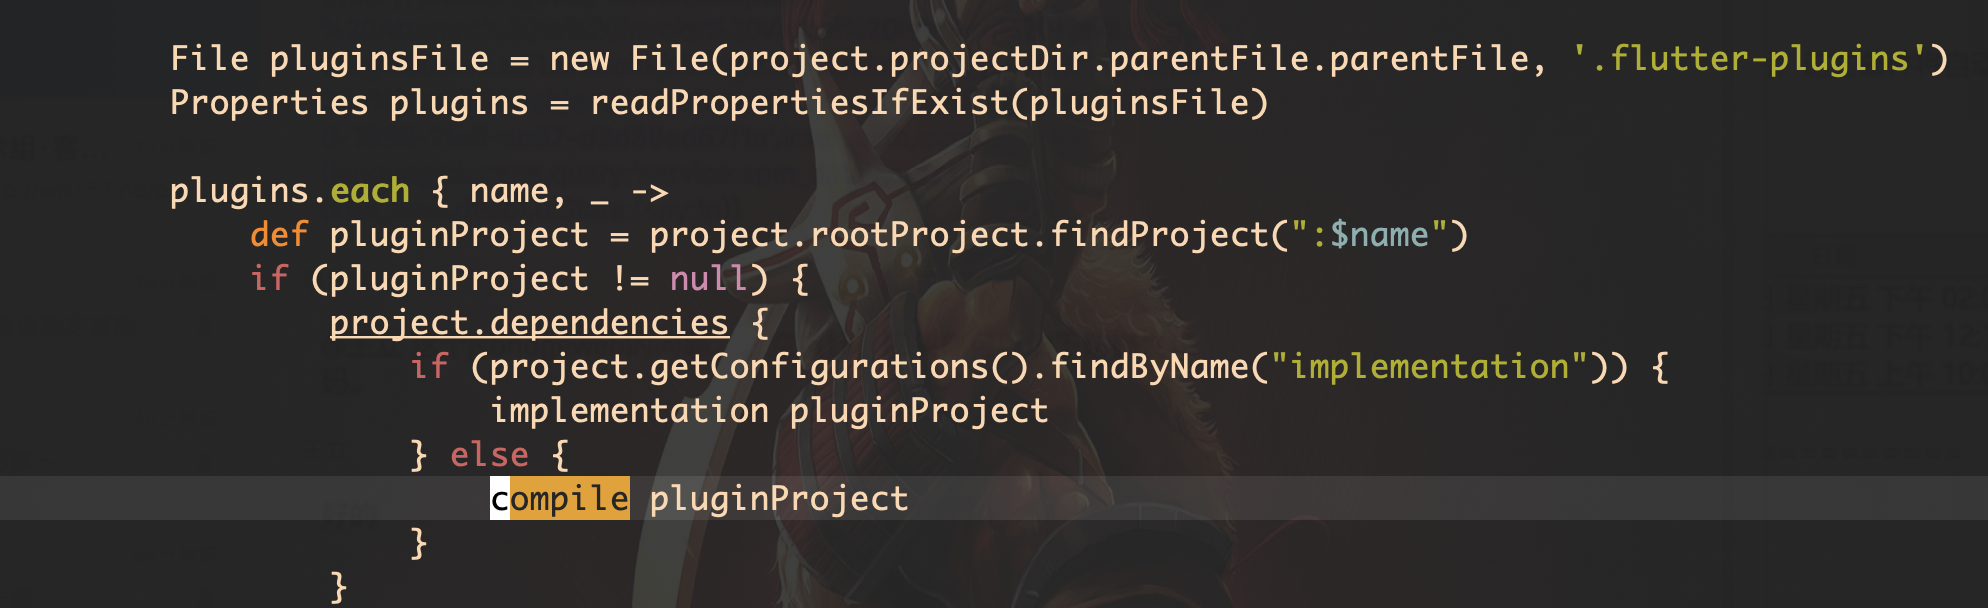 File pluginsFile = new File(project.projectDir.parentFile.parentFile, '.flutter-plugins')
Properties plugins = readPropertiesIfExist(pluginsFile)
plugins.each { name, _ ->
def pluginProject = project.rootProject.findProject(":$name")
if (pluginProject != null) {
project.dependencies {
if (project.getConfigurations().findByName("implementation")) {
implementation pluginProject
} else {
compile pluginProject
}
}